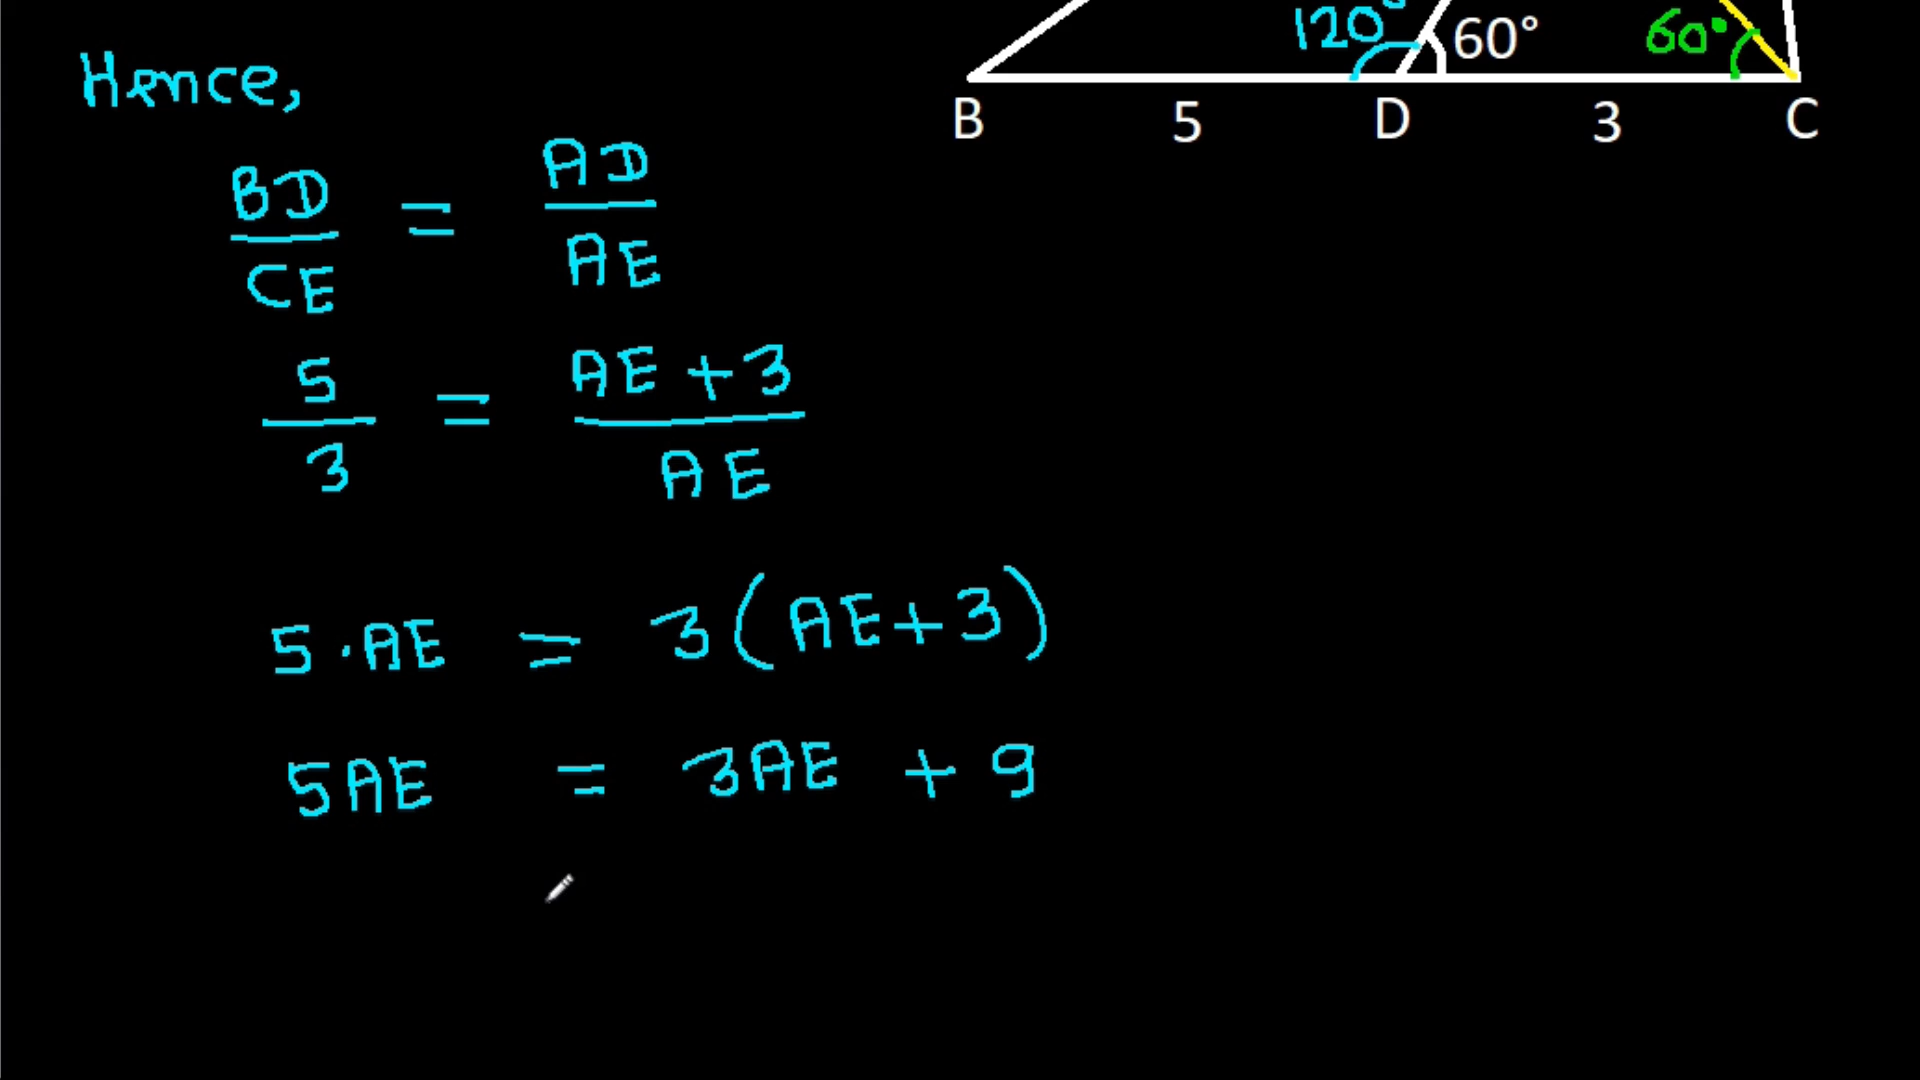 120° 60° 60°
B 5 D 3 C
Hence,
BD/CE = AD/AE
5/3 = AE + 3/AE
5 · AE = 3(AE + 3)
5AE = 3AE + 9